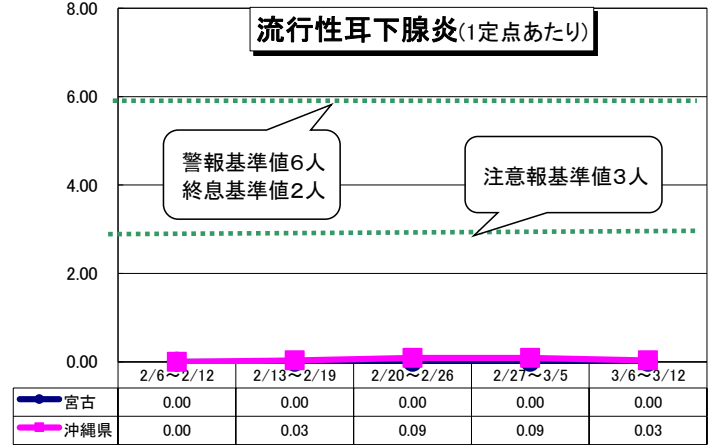 流行性耳下腺炎(1定点あたり)
8.00
6.00
警報基準値6人
終息基準値2人
注意報基準値3人
4.00
2.00
0.00
2/6～2/12 2/13～2/19 2/20～2/26 2/27～3/5 3/6～3/12
宮古 0.00 0.00 0.00 0.00 0.00
沖縄県 0.00 0.03 0.09 0.09 0.03